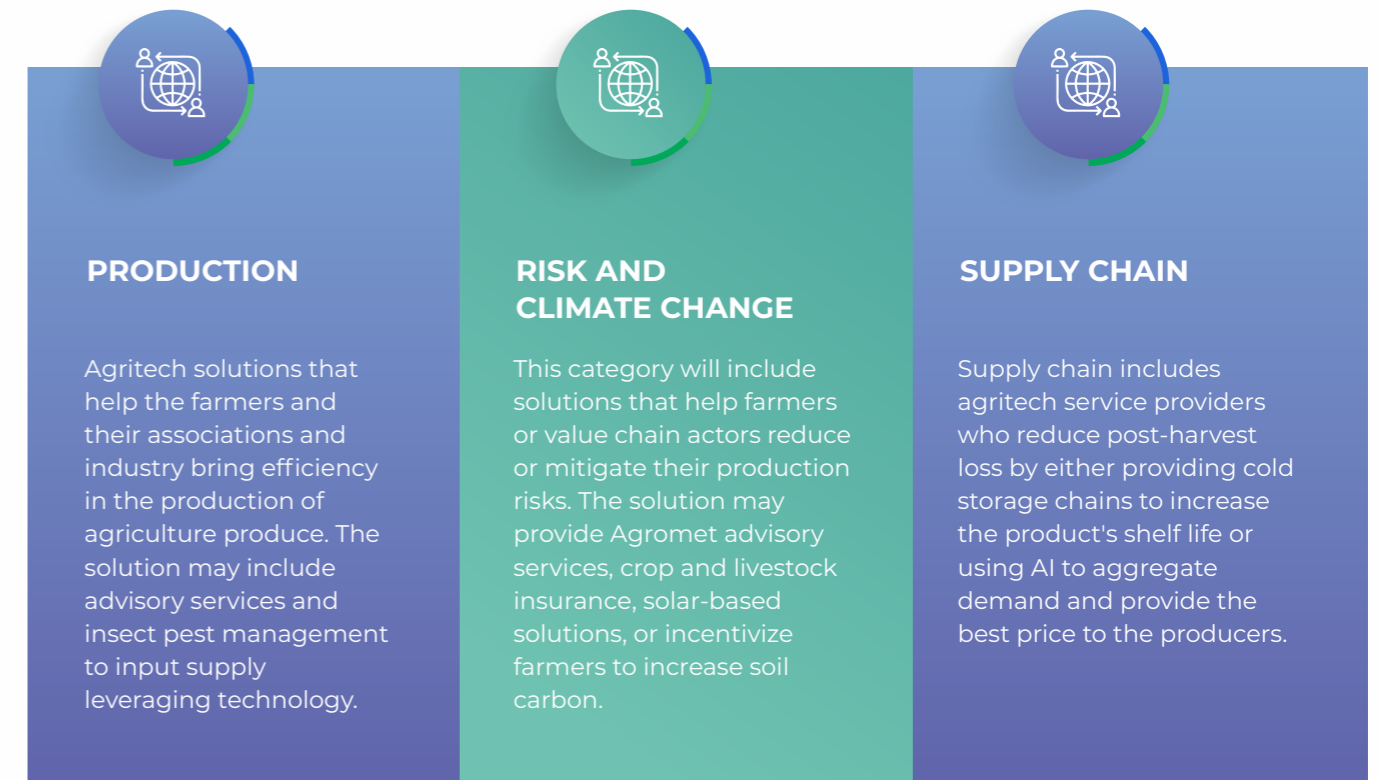 PRODUCTION
Agritech solutions that
help the farmers and
their associations and
industry bring efficiency
in the production of
agriculture produce. The
solution may include
advisory services and
insect pest management
to input supply
leveraging technology.
RISK AND
CLIMATE CHANGE
This category will include
solutions that help farmers
or value chain actors reduce
or mitigate their production
risks. The solution may
provide Agromet advisory
services, crop and livestock
insurance, solar-based
solutions, or incentivize
farmers to increase soil
carbon.
SUPPLY CHAIN
Supply chain includes
agritech service providers
who reduce post-harvest
loss by either providing cold
storage chains to increase
the product's shelf life or
using AI to aggregate
demand and provide the
best price to the producers.